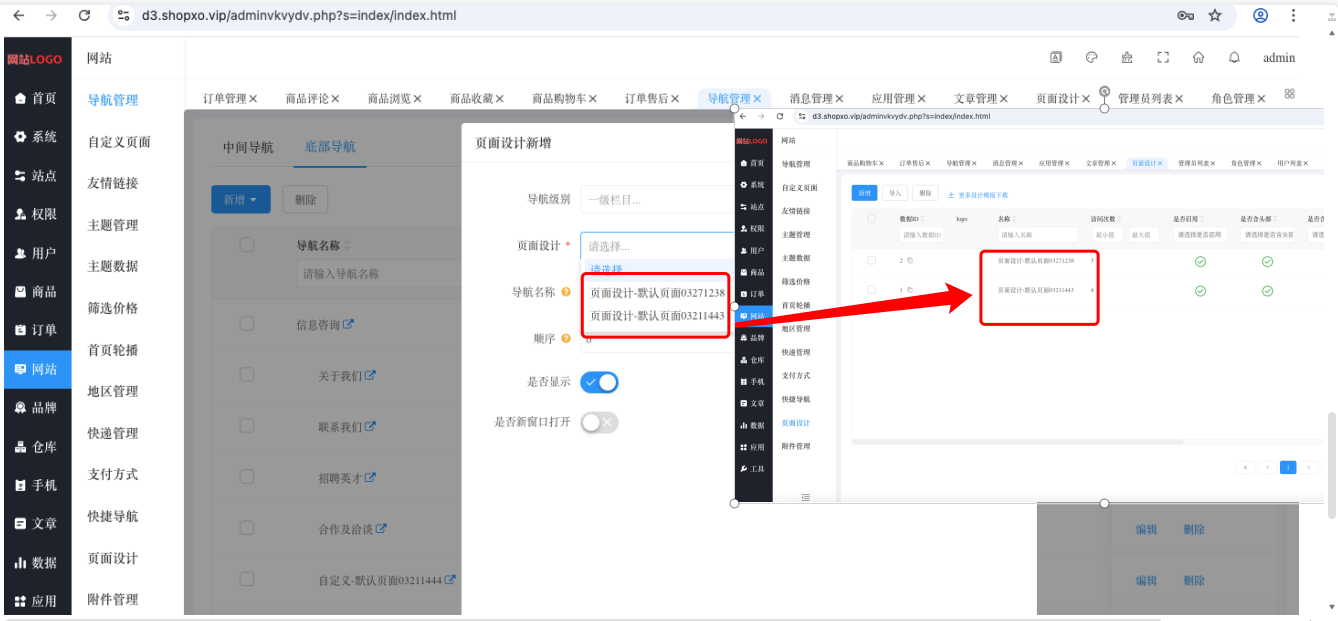 d3.shopxo.vip/adminvkvydv.php?s=index/index.html
网站LOGO 网站 admin
首页 导航管理 订单管理 商品评论 商品浏览 商品收藏 商品购物车 订单售后 导航管理 消息管理 应用管理 文章管理 页面设计 管理员列表 角色管理
系统 自定义页面
站点 友情链接
权限 主题管理
用户 主题数据
商品 筛选价格
订单 首页轮播
网站 地区管理
品牌 快递管理
仓库 支付方式
手机 快捷导航
文章 页面设计
数据 附件管理
应用
中间导航 底部导航
新增 删除
导航名称
请输入导航名称
信息咨询
关于我们
联系我们
招聘英才
合作及洽谈
自定义-默认页面03211444
页面设计新增
导航级别 一级栏目...
页面设计 * 请选择...
请选择
页面设计-默认页面03271238
页面设计-默认页面03211443
导航名称
顺序 0
是否显示
是否新窗口打开
编辑 删除
编辑 删除
d3.shopxo.vip/adminvkvydv.php?s=index/index.html
网站LOGO 网站
首页 导航管理 商品购物车 订单售后 导航管理 消息管理 应用管理 文章管理 页面设计 管理员列表 角色管理 用户列表
系统 自定义页面
站点 友情链接
权限 主题管理
用户 主题数据
商品 筛选价格
订单 首页轮播
网站 地区管理
品牌 快递管理
仓库 支付方式
手机 快捷导航
文章 页面设计
数据 附件管理
应用
工具
新增 导入 删除 更多设计模板下载
数据ID logo 名称 访问次数 是否启用 是否含头部 是否含
请输入数据ID 请输入名称 最小值 最大值 请选择是否启用 请选择是否含头部 请选
2 页面设计-默认页面03271238 3
1 页面设计-默认页面03211443 4
1